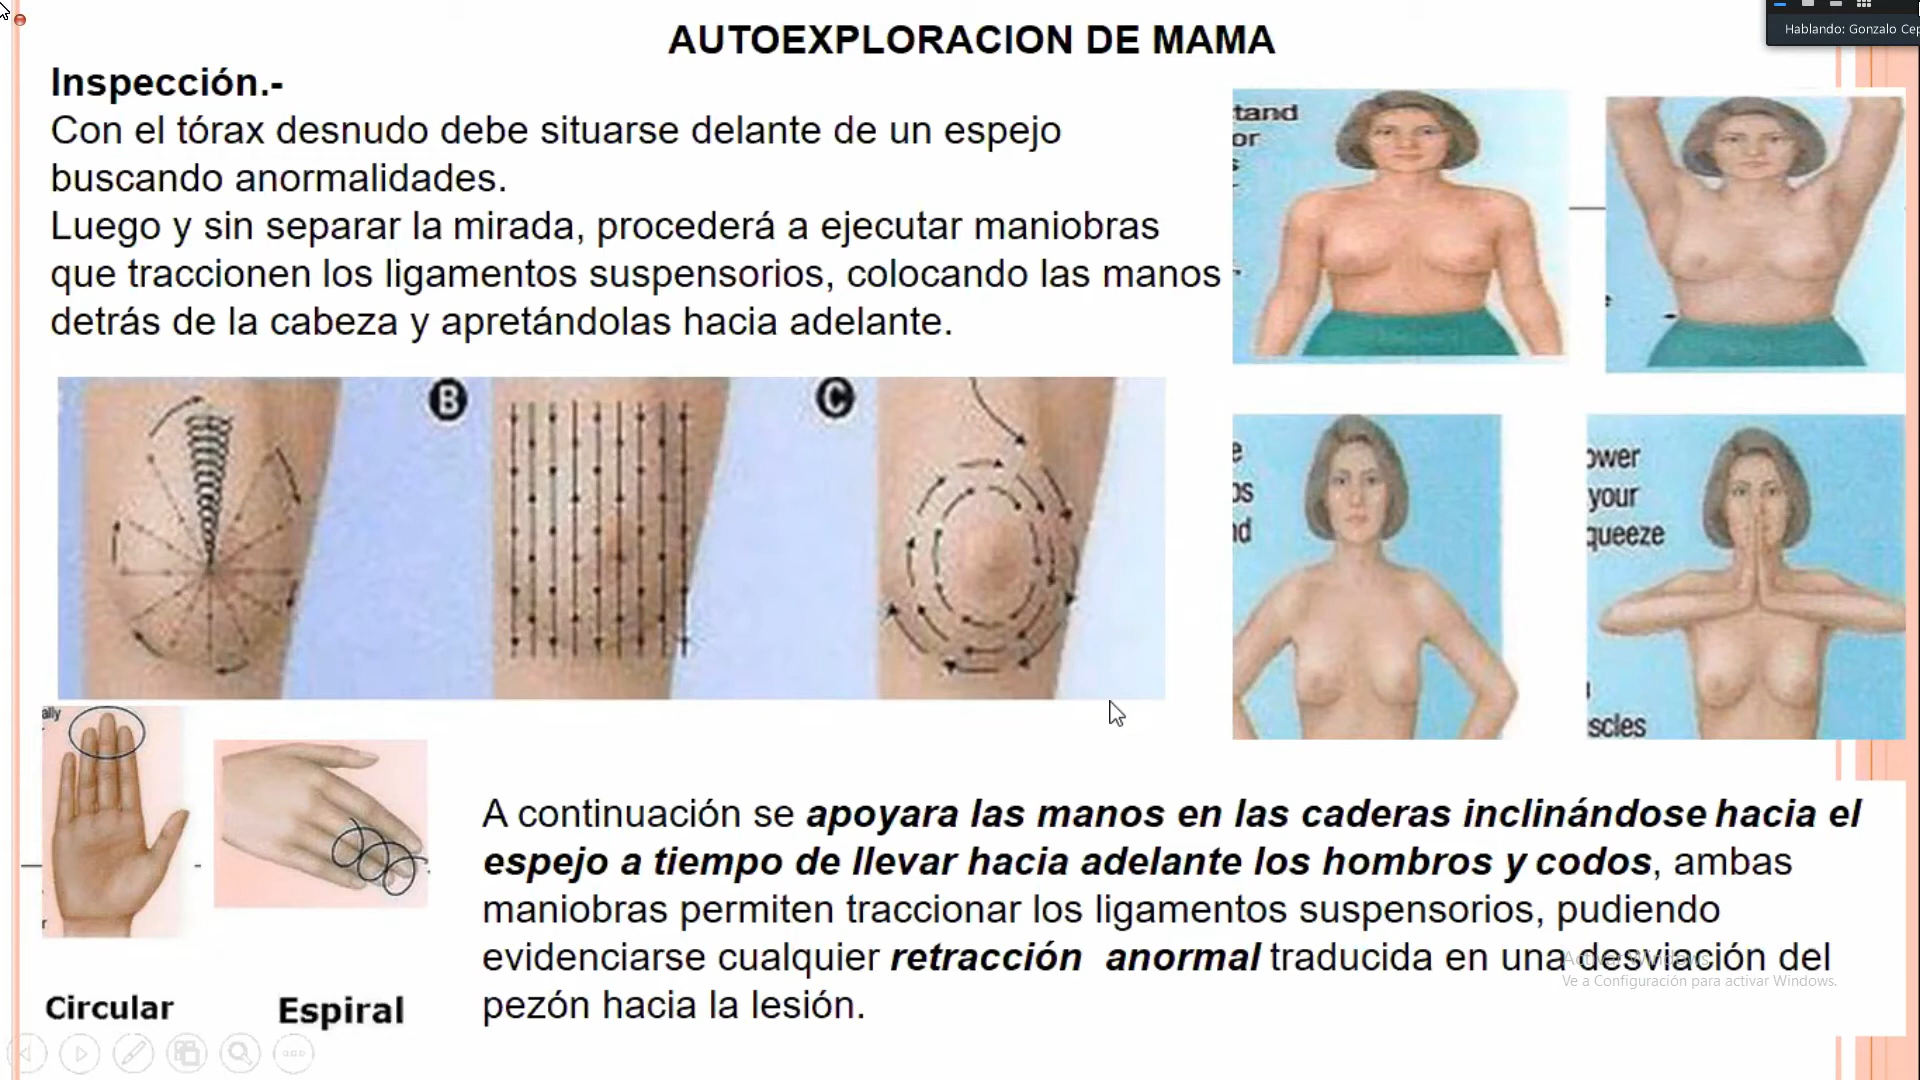 AUTOEXPLORACION DE MAMA
Hablando: Gonzalo Cep
Inspección.-
Con el tórax desnudo debe situarse delante de un espejo
buscando anormalidades.
Luego y sin separar la mirada, procederá a ejecutar maniobras
que traccionen los ligamentos suspensorios, colocando las manos
detrás de la cabeza y apretándolas hacia adelante.
tand
or
B
C
e
os
nd
ower
your
queeze
scles
ally
r
A continuación se apoyara las manos en las caderas inclinándose hacia el
espejo a tiempo de llevar hacia adelante los hombros y codos, ambas
maniobras permiten traccionar los ligamentos suspensorios, pudiendo
evidenciarse cualquier retracción anormal traducida en una desviación del
pezón hacia la lesión.
Activar Windows
Ve a Configuración para activar Windows.
Circular
Espiral